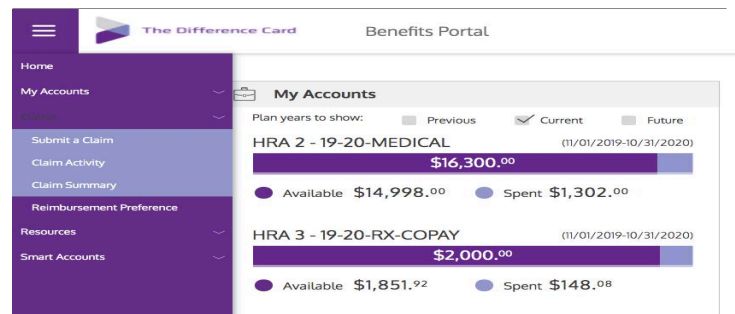 The Difference Card
Benefits Portal
Home
My Accounts
Submit a Claim
Claim Activity
Claim Summary
Reimbursement Preference
Resources
Smart Accounts
My Accounts
Plan years to show: Previous Current Future
HRA 2 - 19-20-MEDICAL (11/01/2019-10/31/2020)
$16,300.00
Available $14,998.00 Spent $1,302.00
HRA 3 - 19-20-RX-COPAY (11/01/2019-10/31/2020)
$2,000.00
Available $1,851.92 Spent $148.08